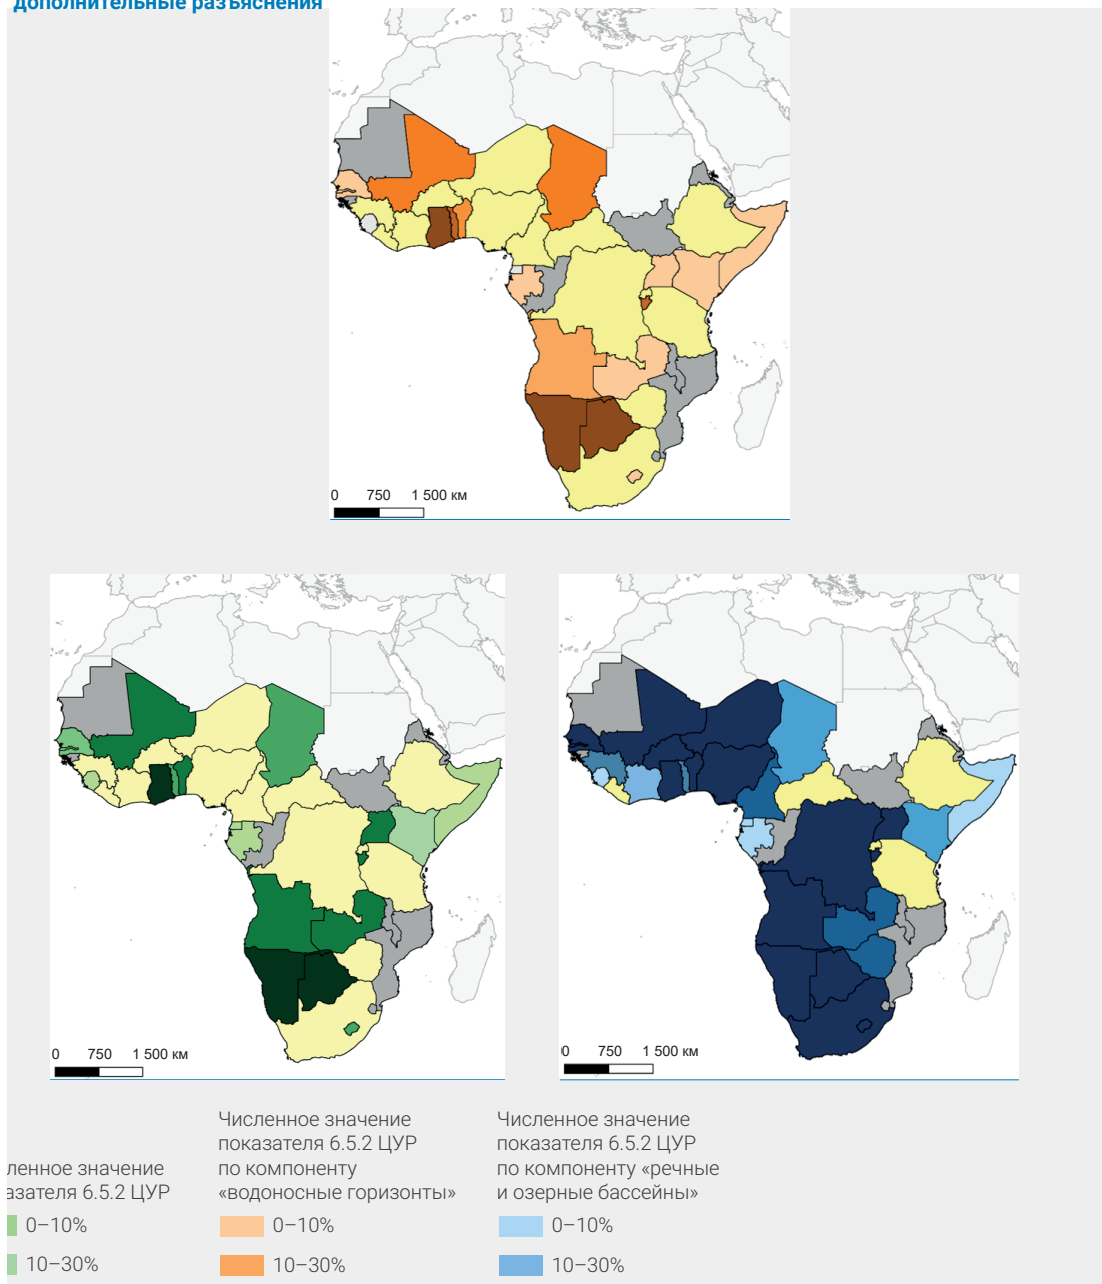 дополнительные разъяснения
0 750 1 500 км
0 750 1 500 км
0 750 1 500 км
ленное значение
азателя 6.5.2 ЦУР
0–10%
10–30%
Численное значение
показателя 6.5.2 ЦУР
по компоненту
«водоносные горизонты»
0–10%
10–30%
Численное значение
показателя 6.5.2 ЦУР
по компоненту «речные
и озерные бассейны»
0–10%
10–30%